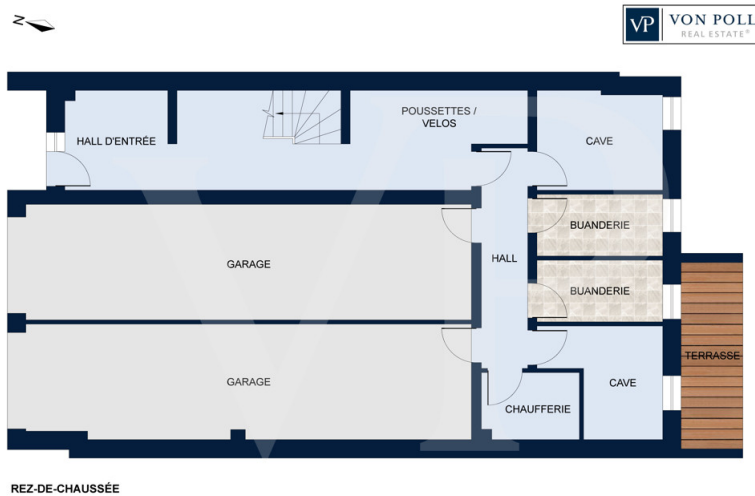 N
VP VON POLL
REAL ESTATE®
HALL D'ENTRÉE
POUSSETTES /
VELOS
CAVE
BUANDERIE
HALL
GARAGE
BUANDERIE
TERRASSE
GARAGE
CAVE
CHAUFFERIE
REZ-DE-CHAUSSÉE